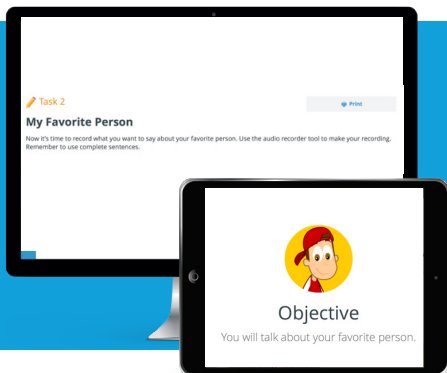 Task 2
Print
My Favorite Person
Now it's time to record what you want to say about your favorite person. Use the audio recorder tool to make your recording.
Remember to use complete sentences.
Objective
You will talk about your favorite person.